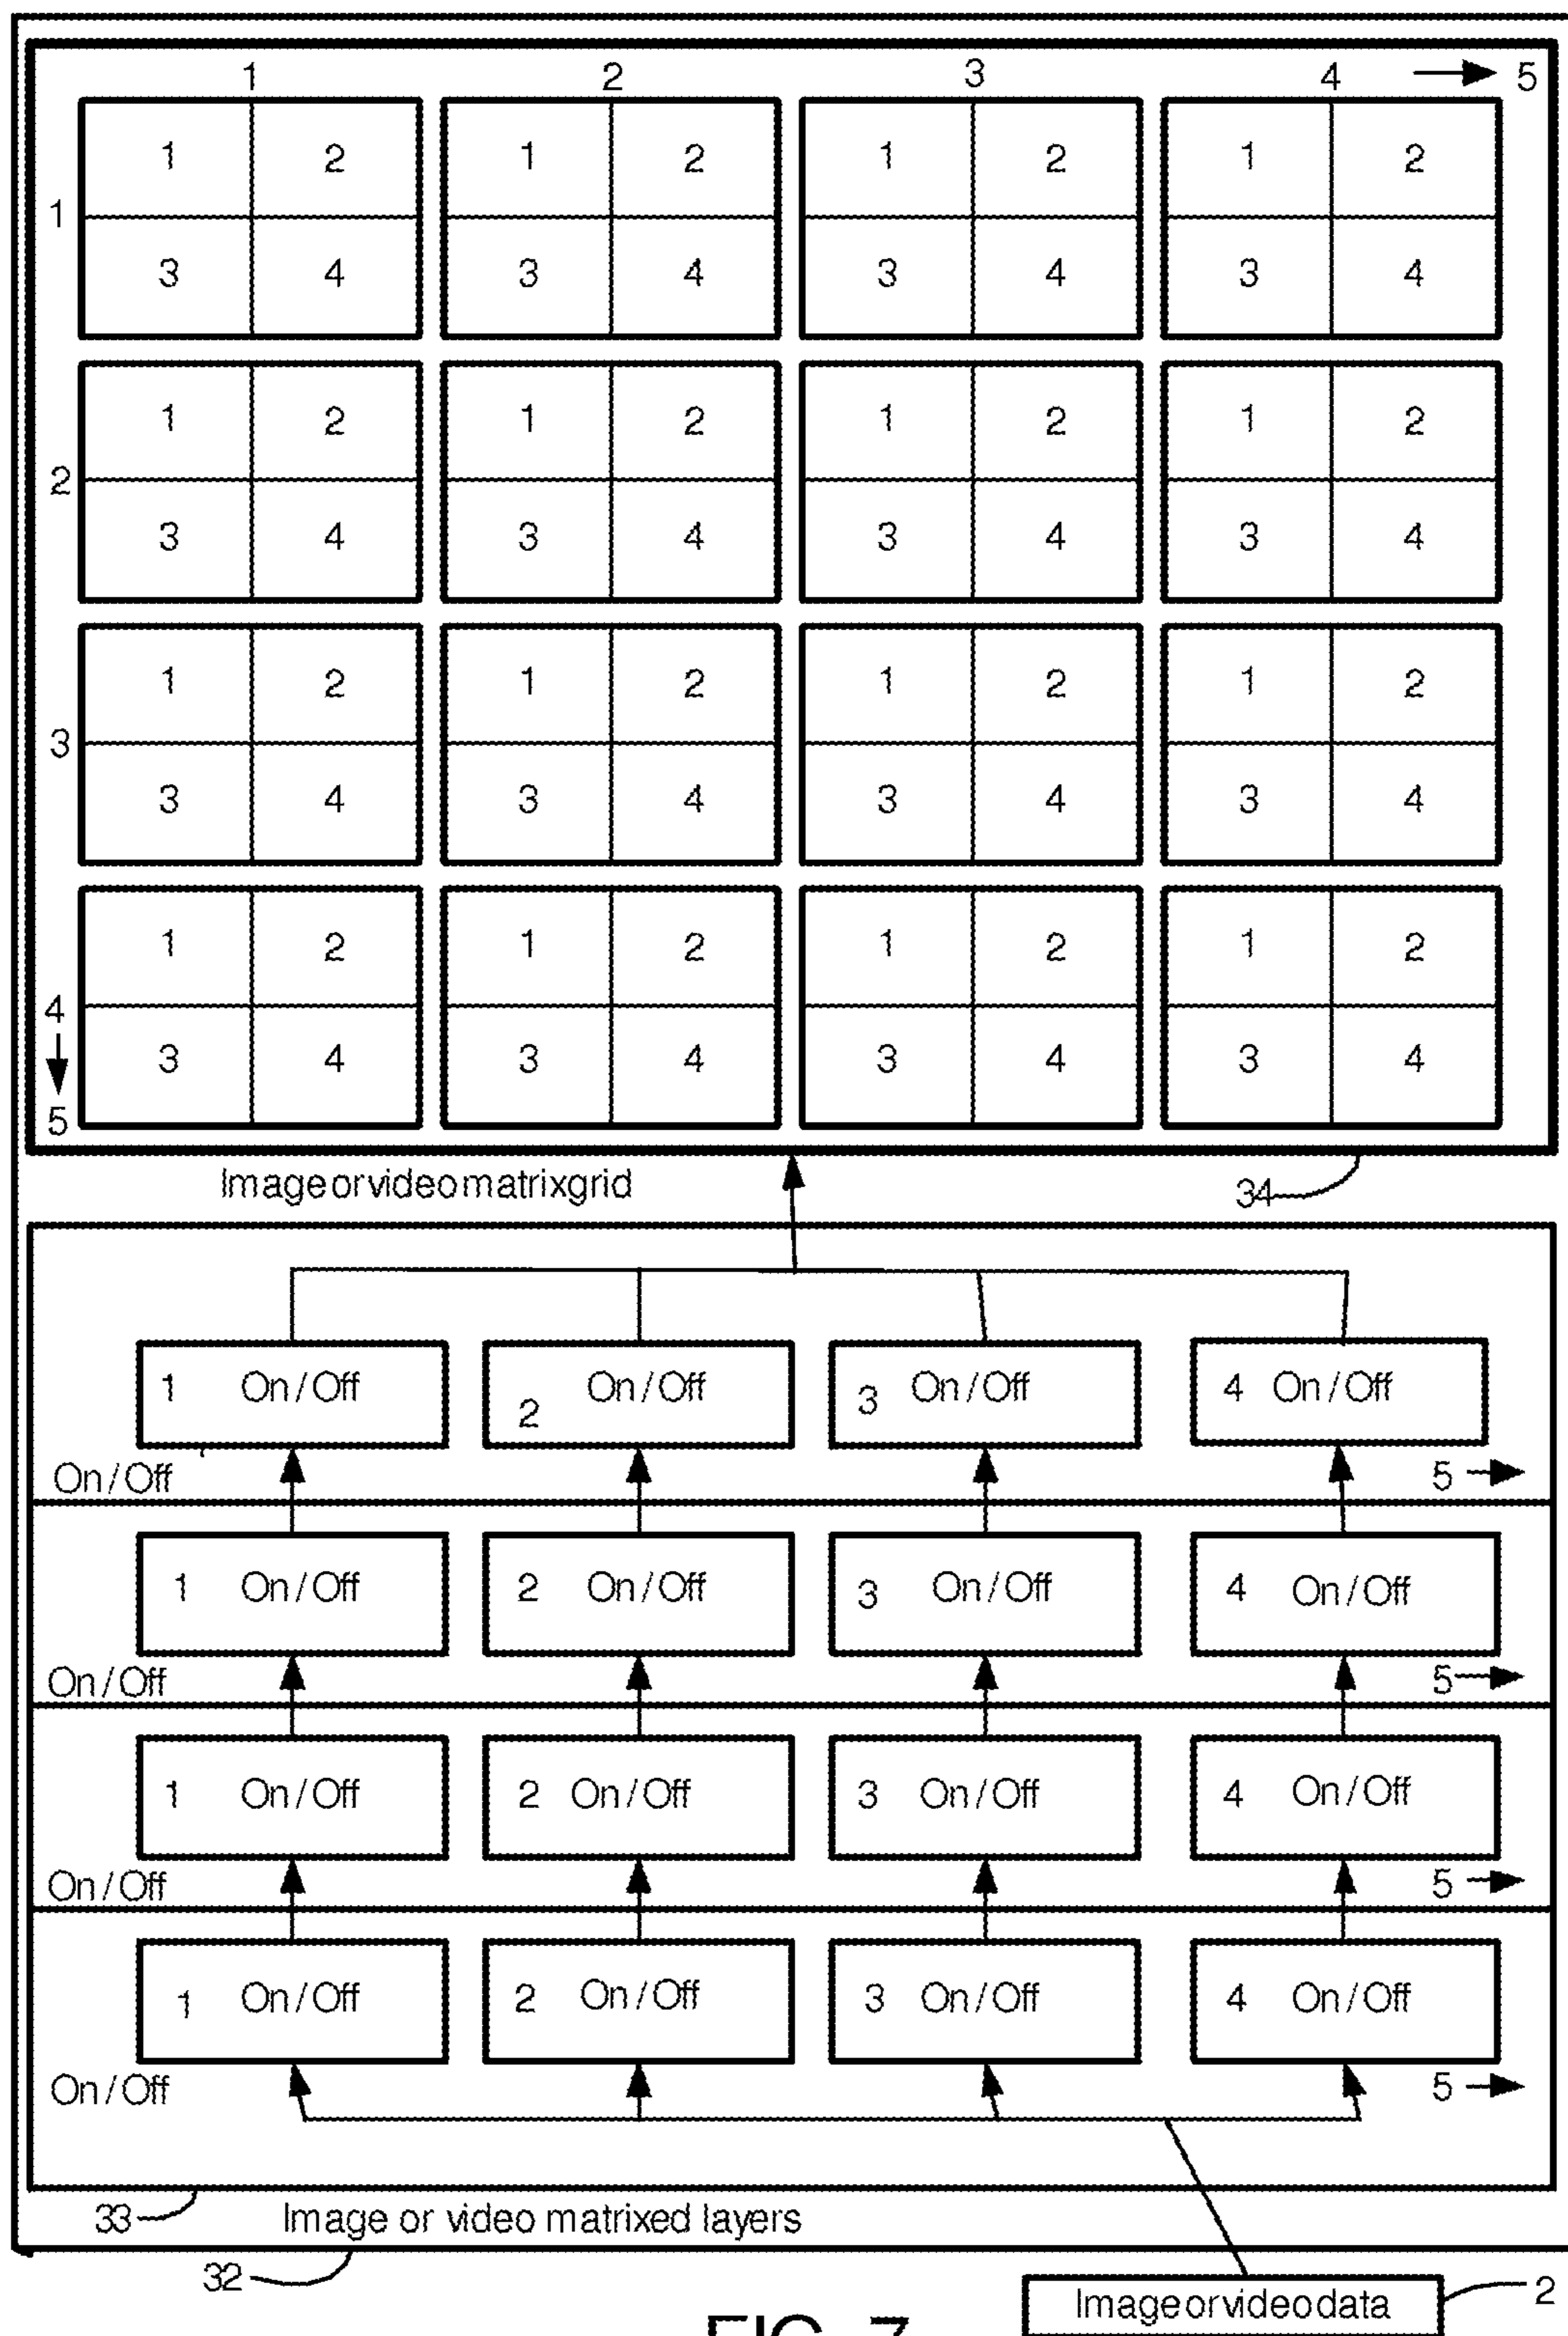 1 2 3 4 5
1 2 1 2 1 2 1 2
1
3 4 3 4 3 4 3 4
1 2 1 2 1 2 1 2
2
3 4 3 4 3 4 3 4
1 2 1 2 1 2 1 2
3
3 4 3 4 3 4 3 4
1 2 1 2 1 2 1 2
4
3 4 3 4 3 4 3 4
5
Imageorvideomatrixgrid 34
1 On/Off 2 On/Off 3 On/Off 4 On/Off
On/Off 5
1 On/Off 2 On/Off 3 On/Off 4 On/Off
On/Off 5
1 On/Off 2 On/Off 3 On/Off 4 On/Off
On/Off 5
1 On/Off 2 On/Off 3 On/Off 4 On/Off
On/Off 5
33 Image or video matrixed layers
32
Imageorvideodata 2
FIG. 7